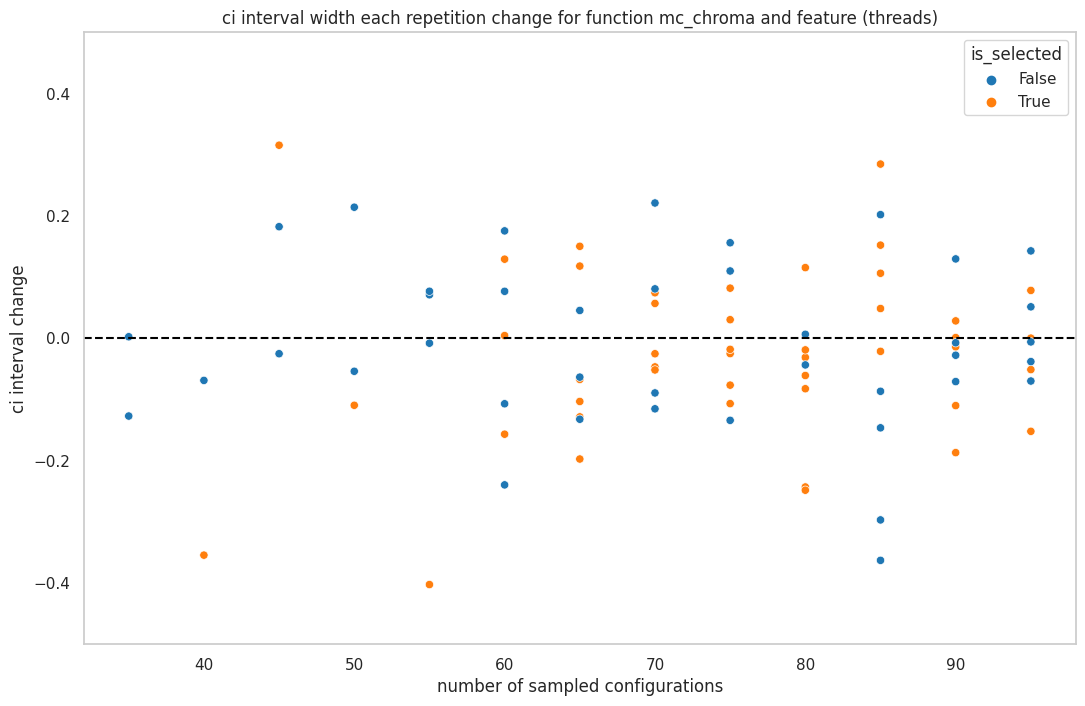 ci interval width each repetition change for function mc_chroma and feature (threads)
is_selected
False
True
ci interval change
0.4
0.2
0.0
−0.2
−0.4
40 50 60 70 80 90
number of sampled configurations